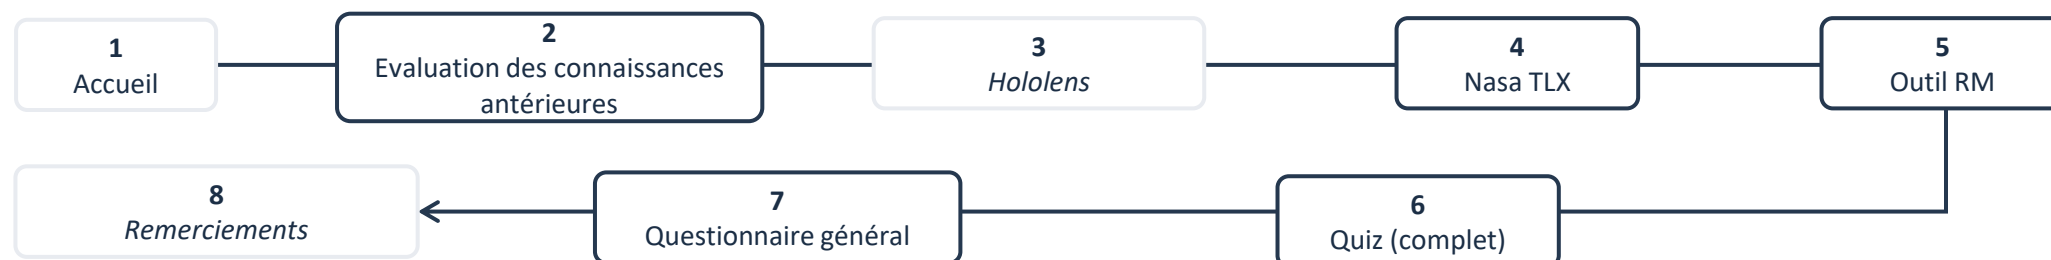 1
Accueil
2
Evaluation des connaissances
antérieures
3
Hololens
4
Nasa TLX
5
Outil RM
6
Quiz (complet)
7
Questionnaire général
8
Remerciements